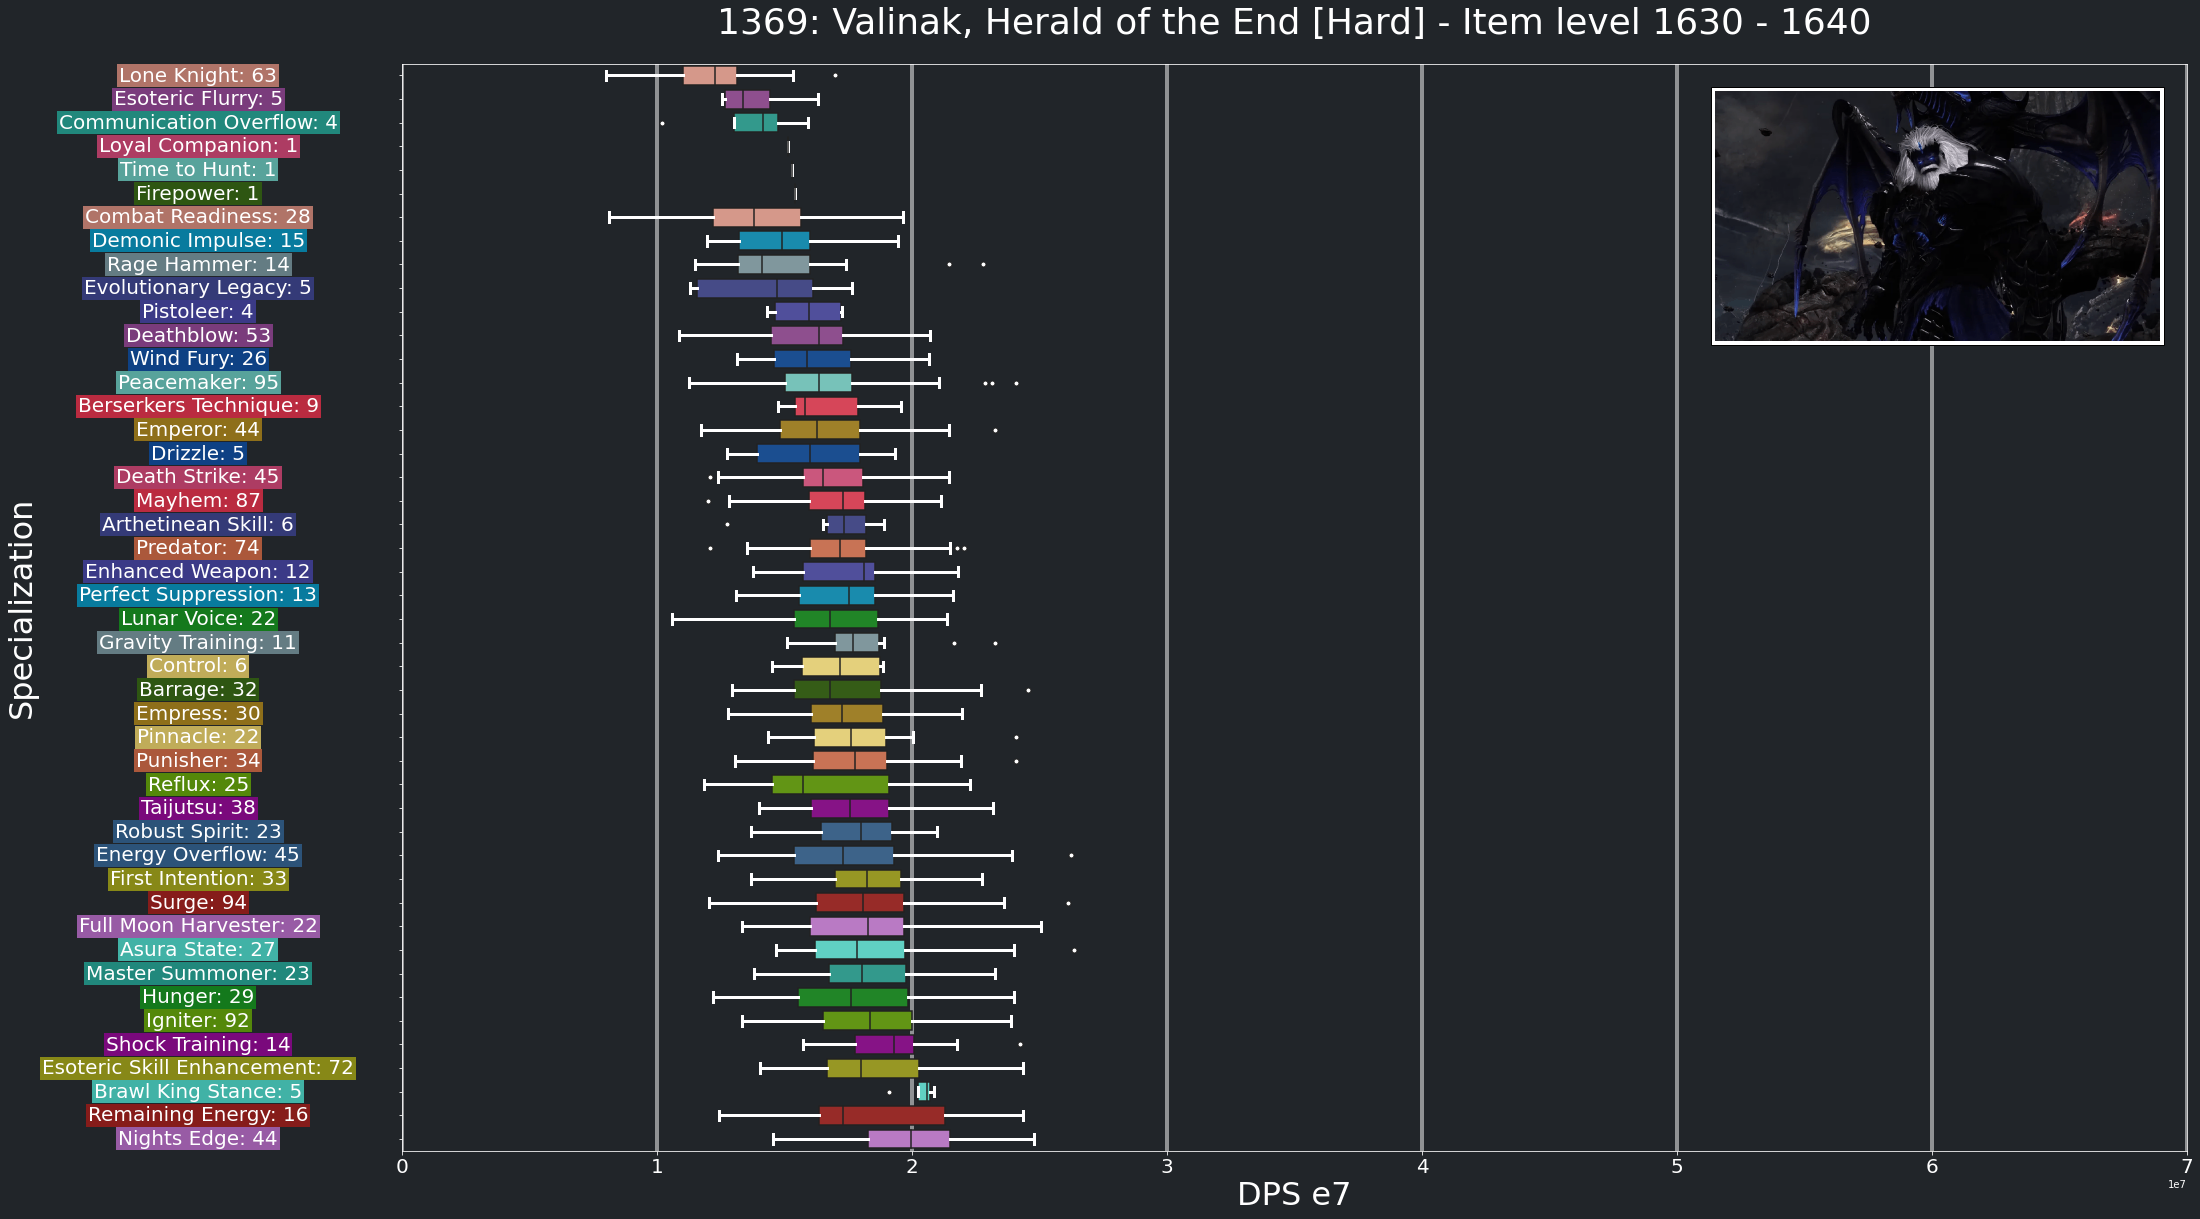 1369: Valinak, Herald of the End [Hard] - Item level 1630 - 1640
Specialization
Lone Knight: 63
Esoteric Flurry: 5
Communication Overflow: 4
Loyal Companion: 1
Time to Hunt: 1
Firepower: 1
Combat Readiness: 28
Demonic Impulse: 15
Rage Hammer: 14
Evolutionary Legacy: 5
Pistoleer: 4
Deathblow: 53
Wind Fury: 26
Peacemaker: 95
Berserkers Technique: 9
Emperor: 44
Drizzle: 5
Death Strike: 45
Mayhem: 87
Arthetinean Skill: 6
Predator: 74
Enhanced Weapon: 12
Perfect Suppression: 13
Lunar Voice: 22
Gravity Training: 11
Control: 6
Barrage: 32
Empress: 30
Pinnacle: 22
Punisher: 34
Reflux: 25
Taijutsu: 38
Robust Spirit: 23
Energy Overflow: 45
First Intention: 33
Surge: 94
Full Moon Harvester: 22
Asura State: 27
Master Summoner: 23
Hunger: 29
Igniter: 92
Shock Training: 14
Esoteric Skill Enhancement: 72
Brawl King Stance: 5
Remaining Energy: 16
Nights Edge: 44
0 1 2 3 4 5 6 7
1e7
DPS e7